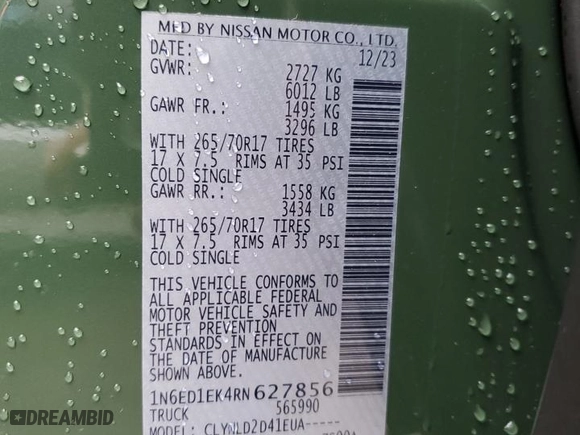 MFD BY NISSAN MOTOR CO., LTD.
DATE: 12/23
GVWR: 2727 KG
6012 LB
GAWR FR.: 1495 KG
3296 LB
WITH 265/70R17 TIRES
17 X 7.5 RIMS AT 35 PSI
COLD SINGLE
GAWR RR.: 1558 KG
3434 LB
WITH 265/70R17 TIRES
17 X 7.5 RIMS AT 35 PSI
COLD SINGLE
THIS VEHICLE CONFORMS TO
ALL APPLICABLE FEDERAL
MOTOR VEHICLE SAFETY AND
THEFT PREVENTION
STANDARDS IN EFFECT ON
THE DATE OF MANUFACTURE
SHOWN ABOVE.
1N6ED1EK4RN627856
TRUCK 565990
MODEL: CLYNLD2D41EUA-----
DREAMBID